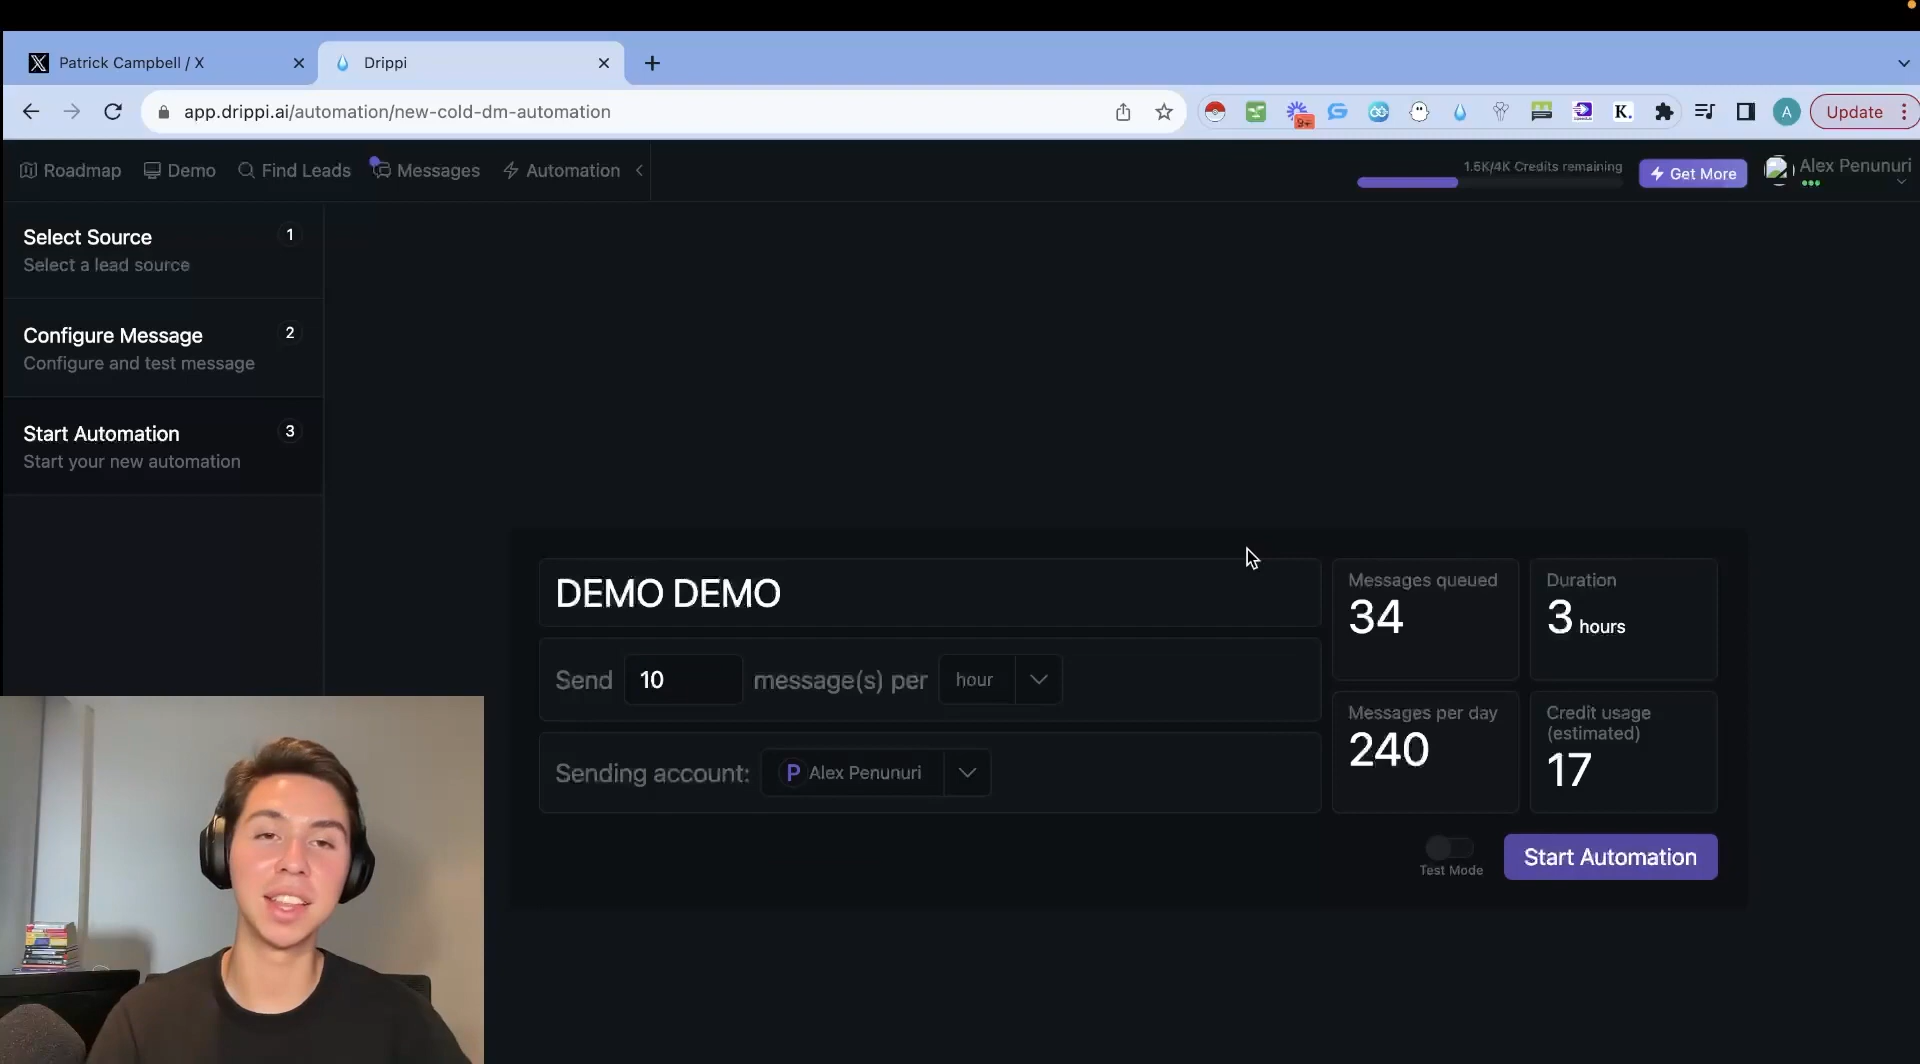 Patrick Campbell / X
Drippi
app.drippi.ai/automation/new-cold-dm-automation
9+
K.
A
Update
Roadmap
Demo
Find Leads
Messages
Automation
1.6K/4K Credits remaining
Get More
Alex Penunuri
Select Source
1
Select a lead source
Configure Message
2
Configure and test message
Start Automation
3
Start your new automation
DEMO DEMO
Send 10 message(s) per hour
Sending account: P Alex Penunuri
Messages queued
34
Duration
3 hours
Messages per day
240
Credit usage
(estimated)
17
Test Mode
Start Automation